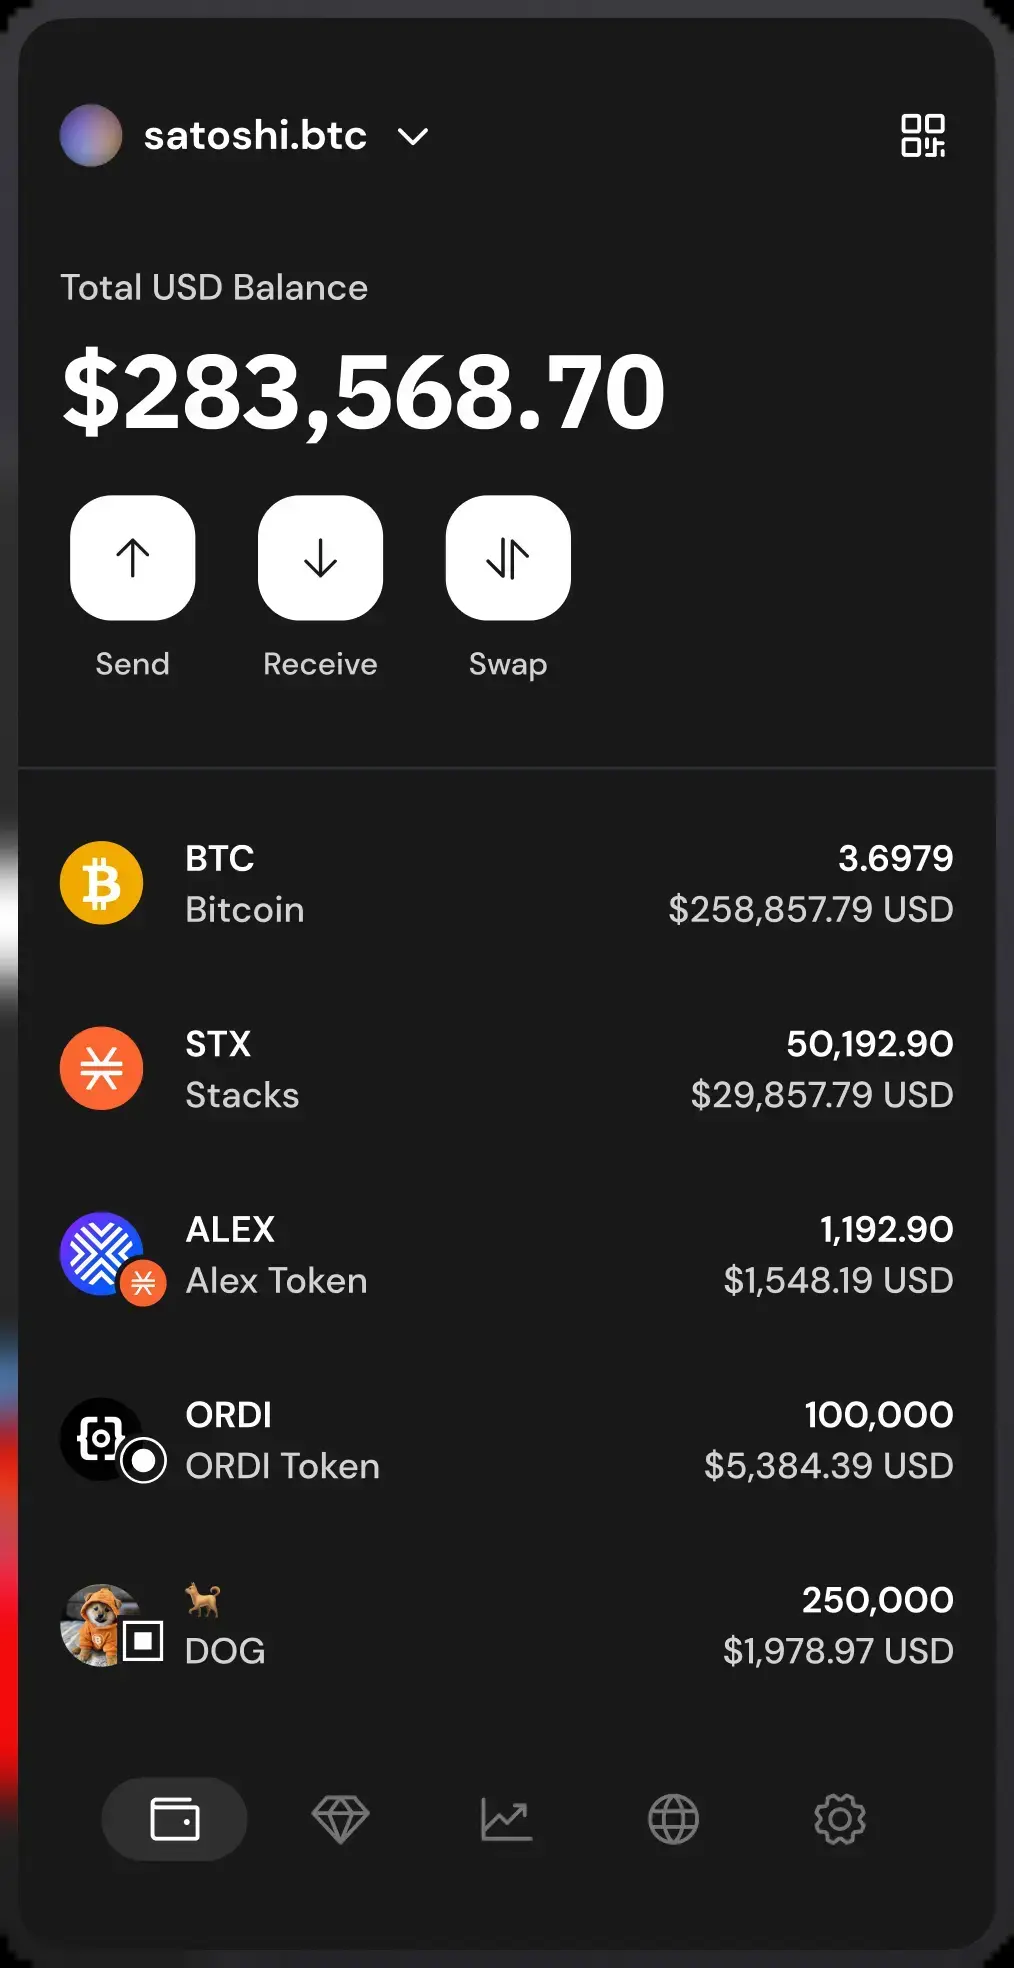 satoshi.btc
Total USD Balance
$283,568.70
Send Receive Swap
BTC 3.6979
Bitcoin $258,857.79 USD
STX 50,192.90
Stacks $29,857.79 USD
ALEX 1,192.90
Alex Token $1,548.19 USD
ORDI 100,000
ORDI Token $5,384.39 USD
🐕 250,000
DOG $1,978.97 USD